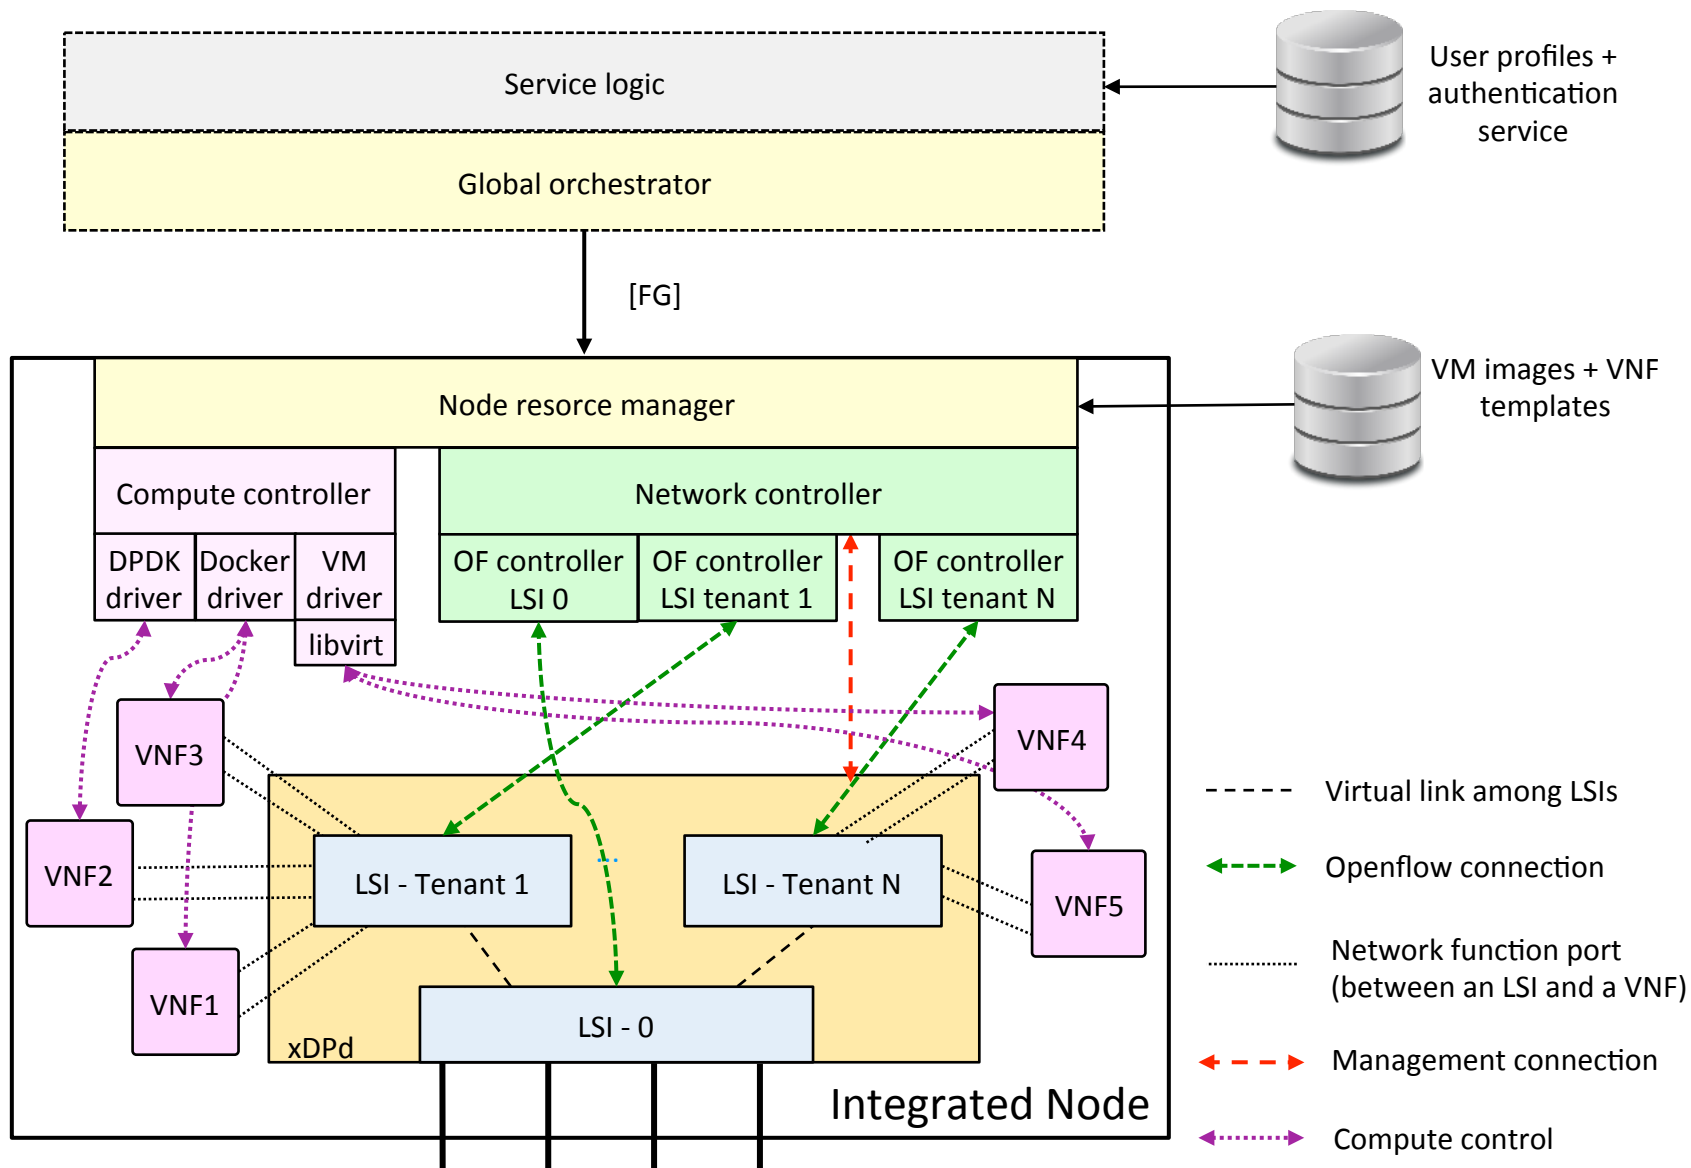 Service logic
Global orchestrator
User profiles +
authentication
service
[FG]
Node resorce manager
VM images + VNF
templates
Compute controller
Network controller
DPDK
driver
Docker
driver
VM
driver
libvirt
OF controller
LSI 0
OF controller
LSI tenant 1
OF controller
LSI tenant N
VNF3
VNF4
VNF2
LSI - Tenant 1
...
LSI - Tenant N
VNF5
VNF1
LSI - 0
xDPd
Integrated Node
Virtual link among LSIs
Openflow connection
Network function port
(between an LSI and a VNF)
Management connection
Compute control